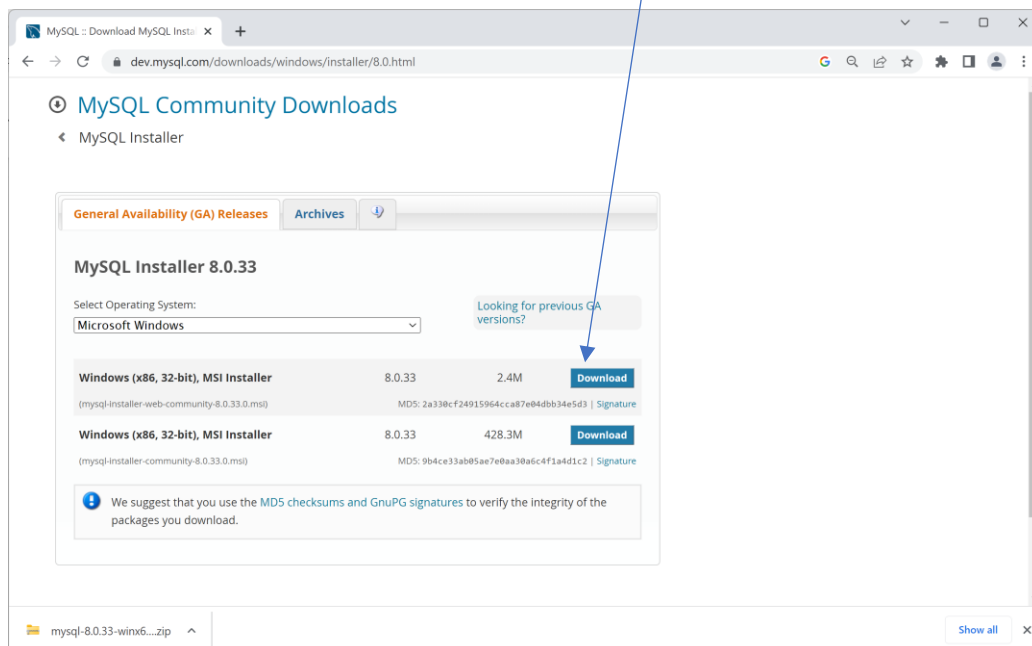 MySQL :: Download MySQL Insta
dev.mysql.com/downloads/windows/installer/8.0.html
MySQL Community Downloads
MySQL Installer
General Availability (GA) Releases
Archives
MySQL Installer 8.0.33
Select Operating System:
Microsoft Windows
Looking for previous GA
versions?
Windows (x86, 32-bit), MSI Installer 8.0.33 2.4M Download
(mysql-installer-web-community-8.0.33.0.msi) MD5: 2a330cf24915964cca87e04dbb34e5d3 | Signature
Windows (x86, 32-bit), MSI Installer 8.0.33 428.3M Download
(mysql-installer-community-8.0.33.0.msi) MD5: 9b4ce33ab05ae7e0aa30a6c4f1a4d1c2 | Signature
We suggest that you use the MD5 checksums and GnuPG signatures to verify the integrity of the
packages you download.
mysql-8.0.33-winx6....zip
Show all